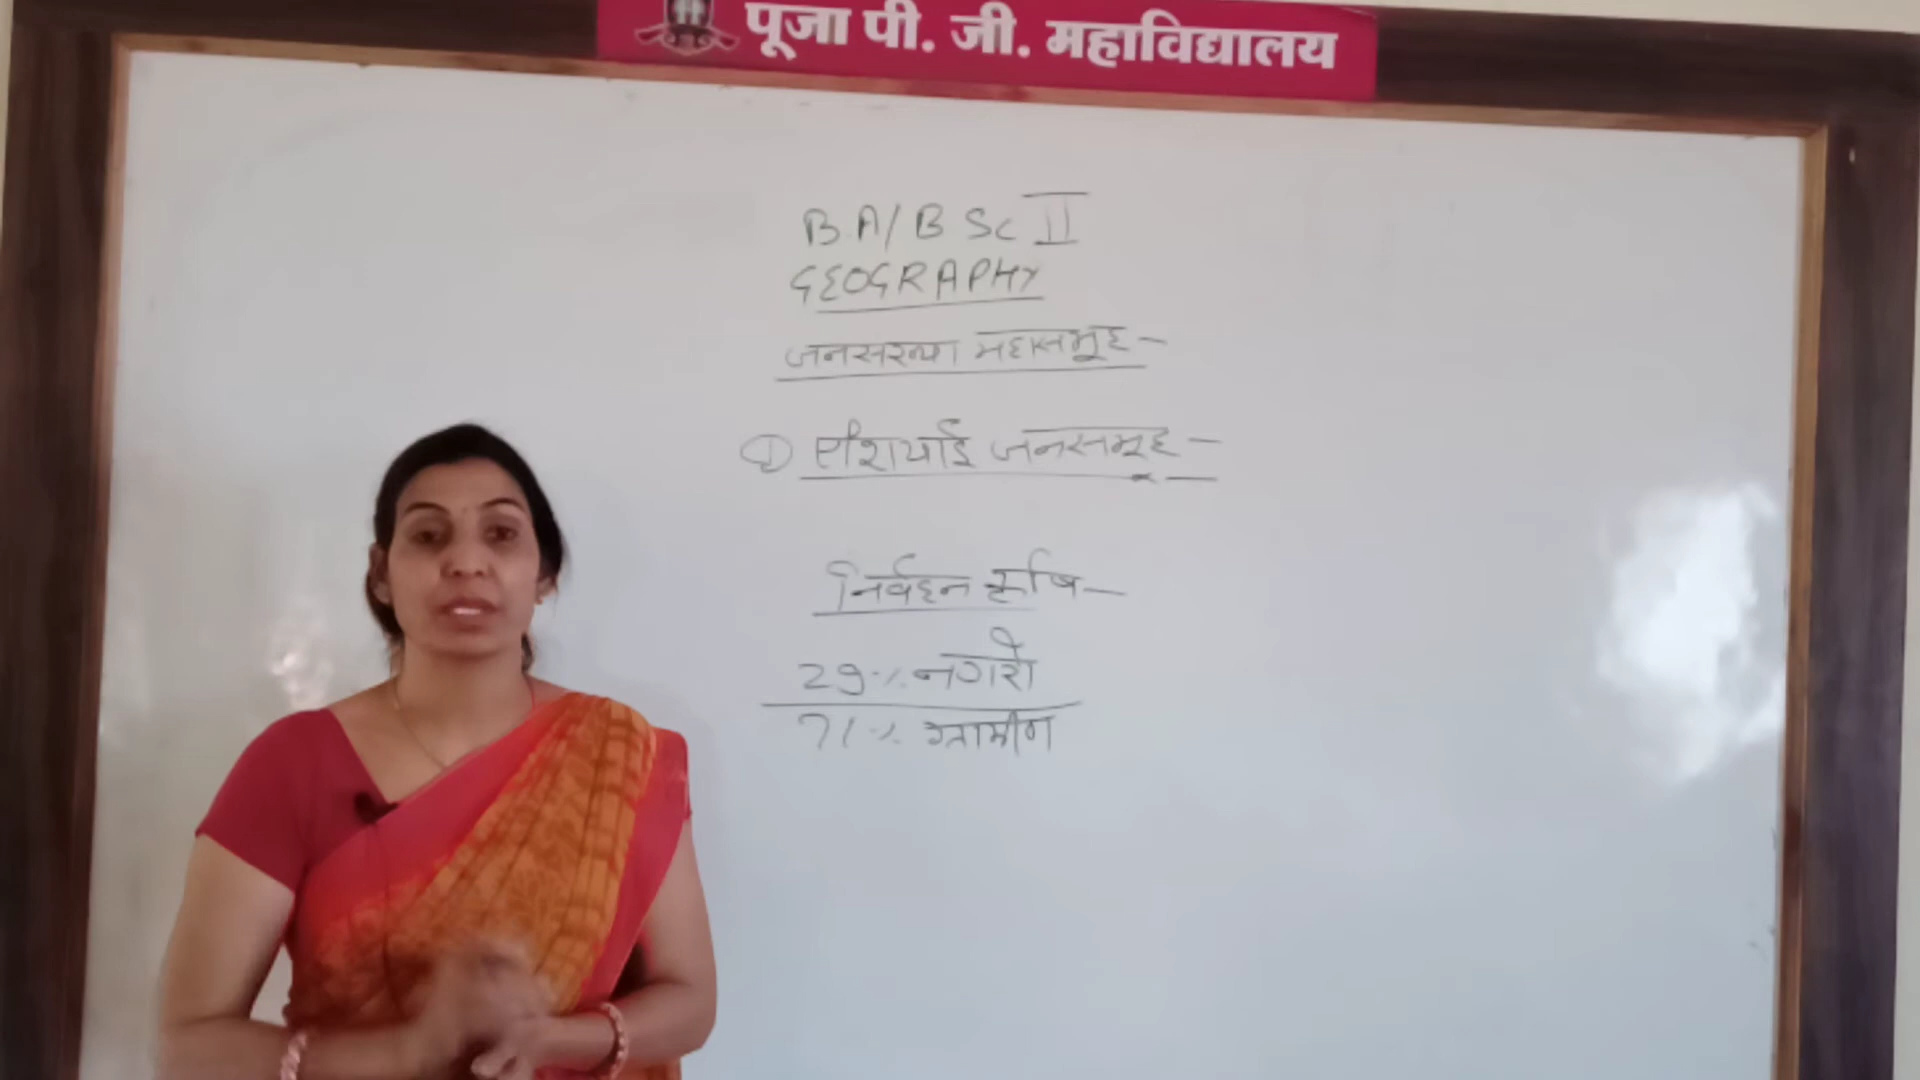 पूजा पी. जी. महाविद्यालय
B.A/B Sc II
GEOGRAPHY
जनसंख्या महासमूह-
① एशियाई जनसमूह-
निर्वहन कृषि-
29% नगरो
71% ग्रामीण